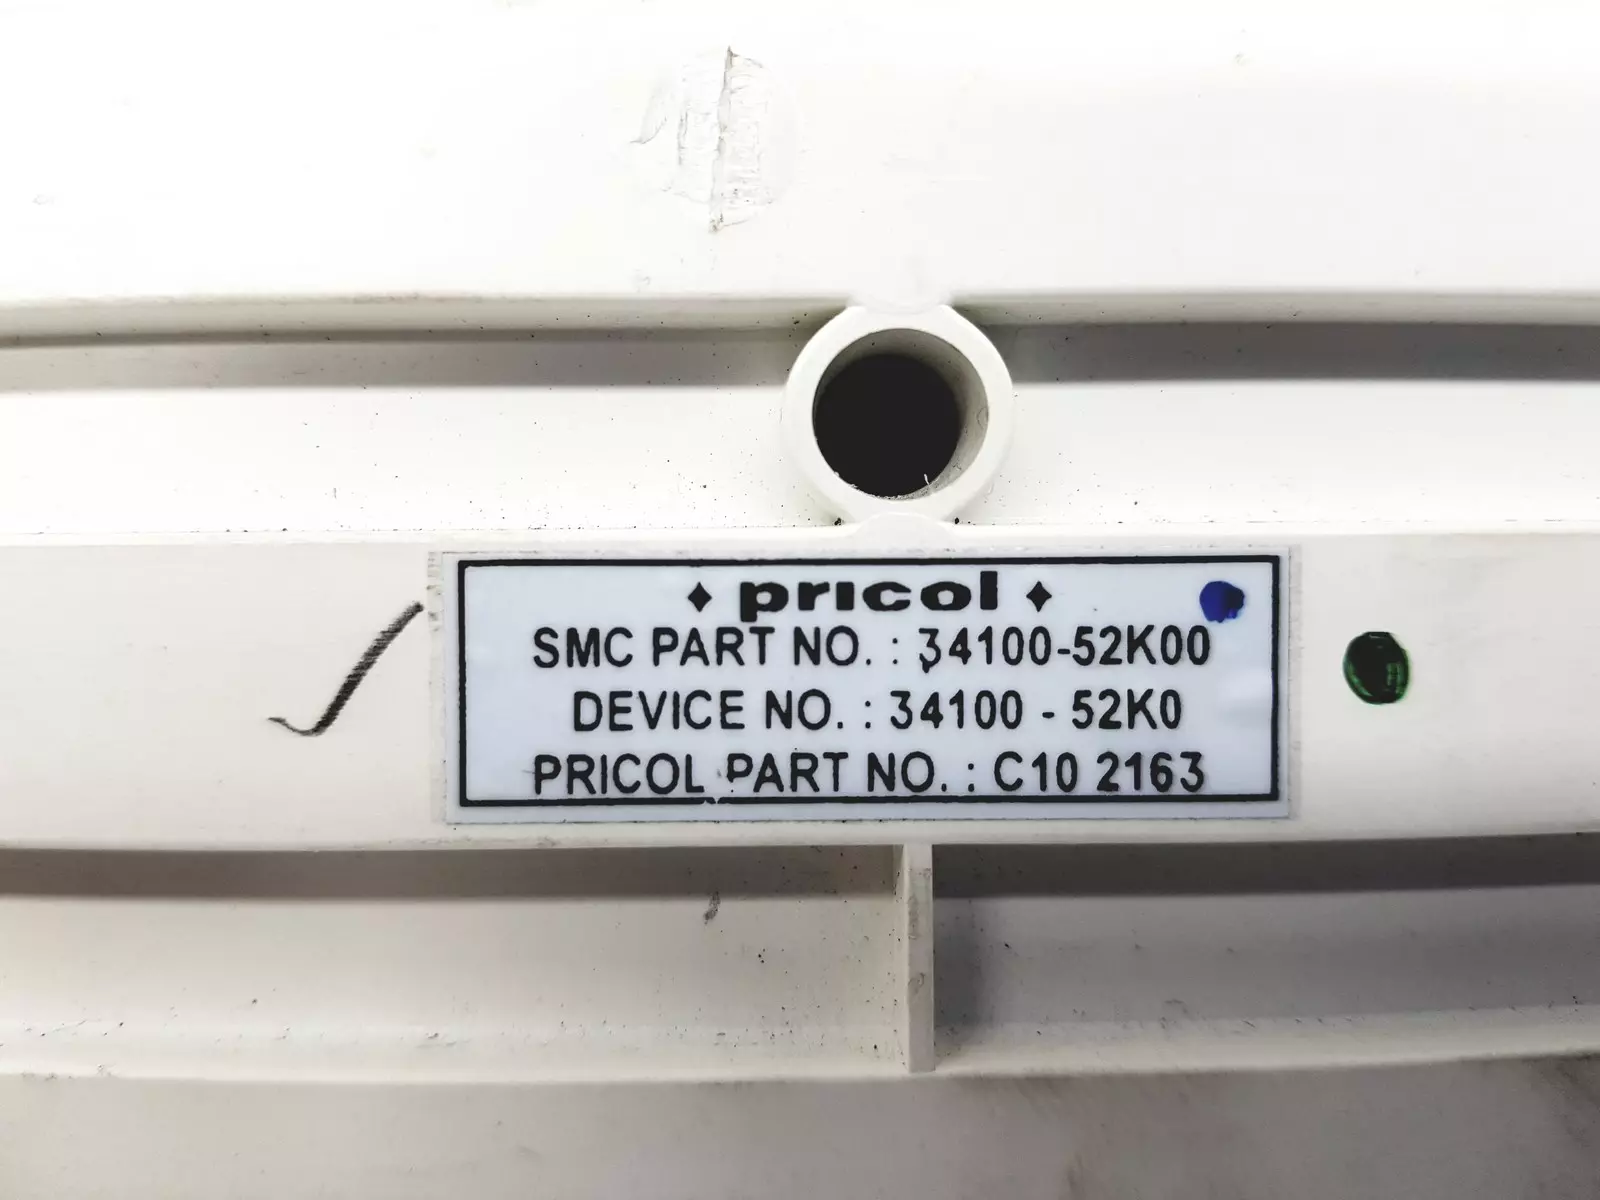 pricol
SMC PART NO. : 34100-52K00
DEVICE NO. : 34100 - 52K0
PRICOL PART NO. : C10 2163